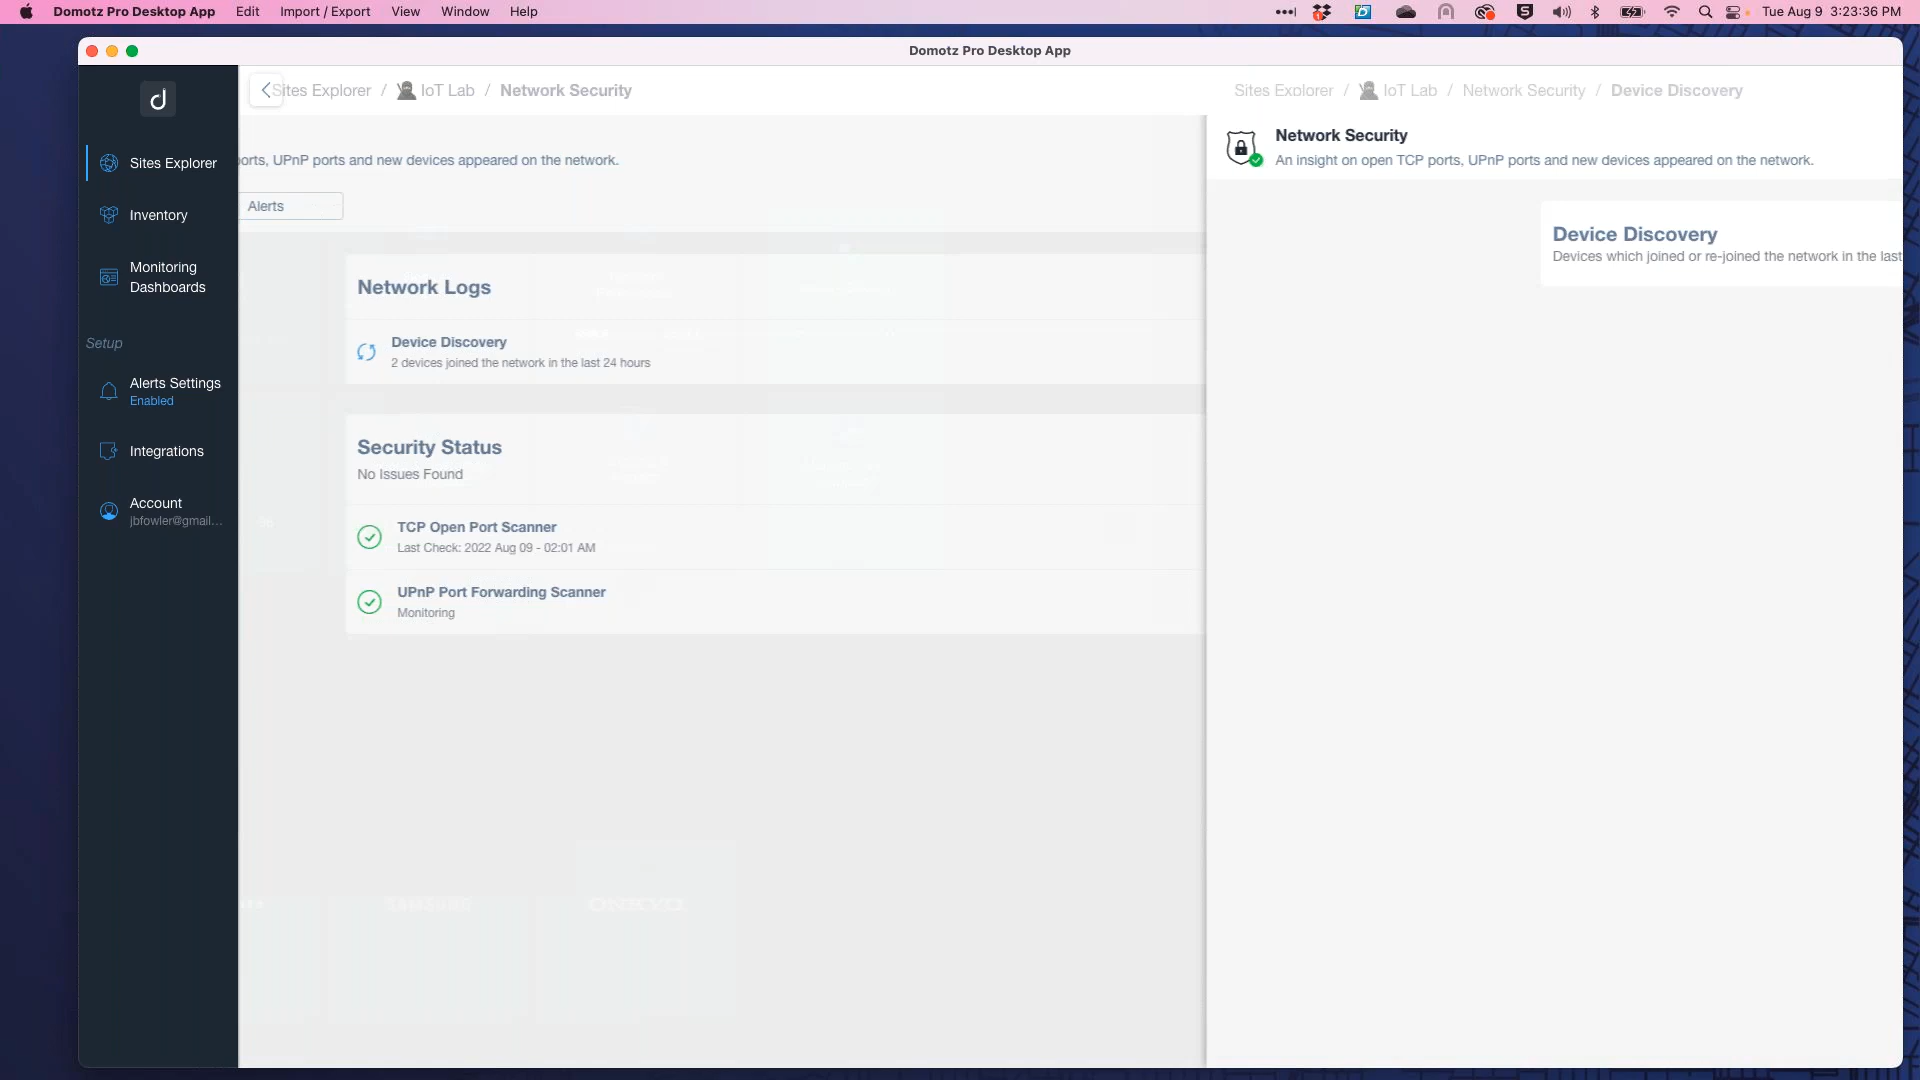 Domotz Pro Desktop App Edit Import / Export View Window Help Tue Aug 9 3:23:36 PM
Domotz Pro Desktop App
Sites Explorer / IoT Lab / Network Security
Sites Explorer / IoT Lab / Network Security / Device Discovery
Network Security
An insight on open TCP ports, UPnP ports and new devices appeared on the network.
orts, UPnP ports and new devices appeared on the network.
Sites Explorer
Inventory
Monitoring
Dashboards
Setup
Alerts Settings
Enabled
Integrations
Account
jbfowler@gmail...
Alerts
Network Logs
Device Discovery
2 devices joined the network in the last 24 hours
Security Status
No Issues Found
TCP Open Port Scanner
Last Check: 2022 Aug 09 - 02:01 AM
UPnP Port Forwarding Scanner
Monitoring
SAMSUNG
ONKYO
Device Discovery
Devices which joined or re-joined the network in the last